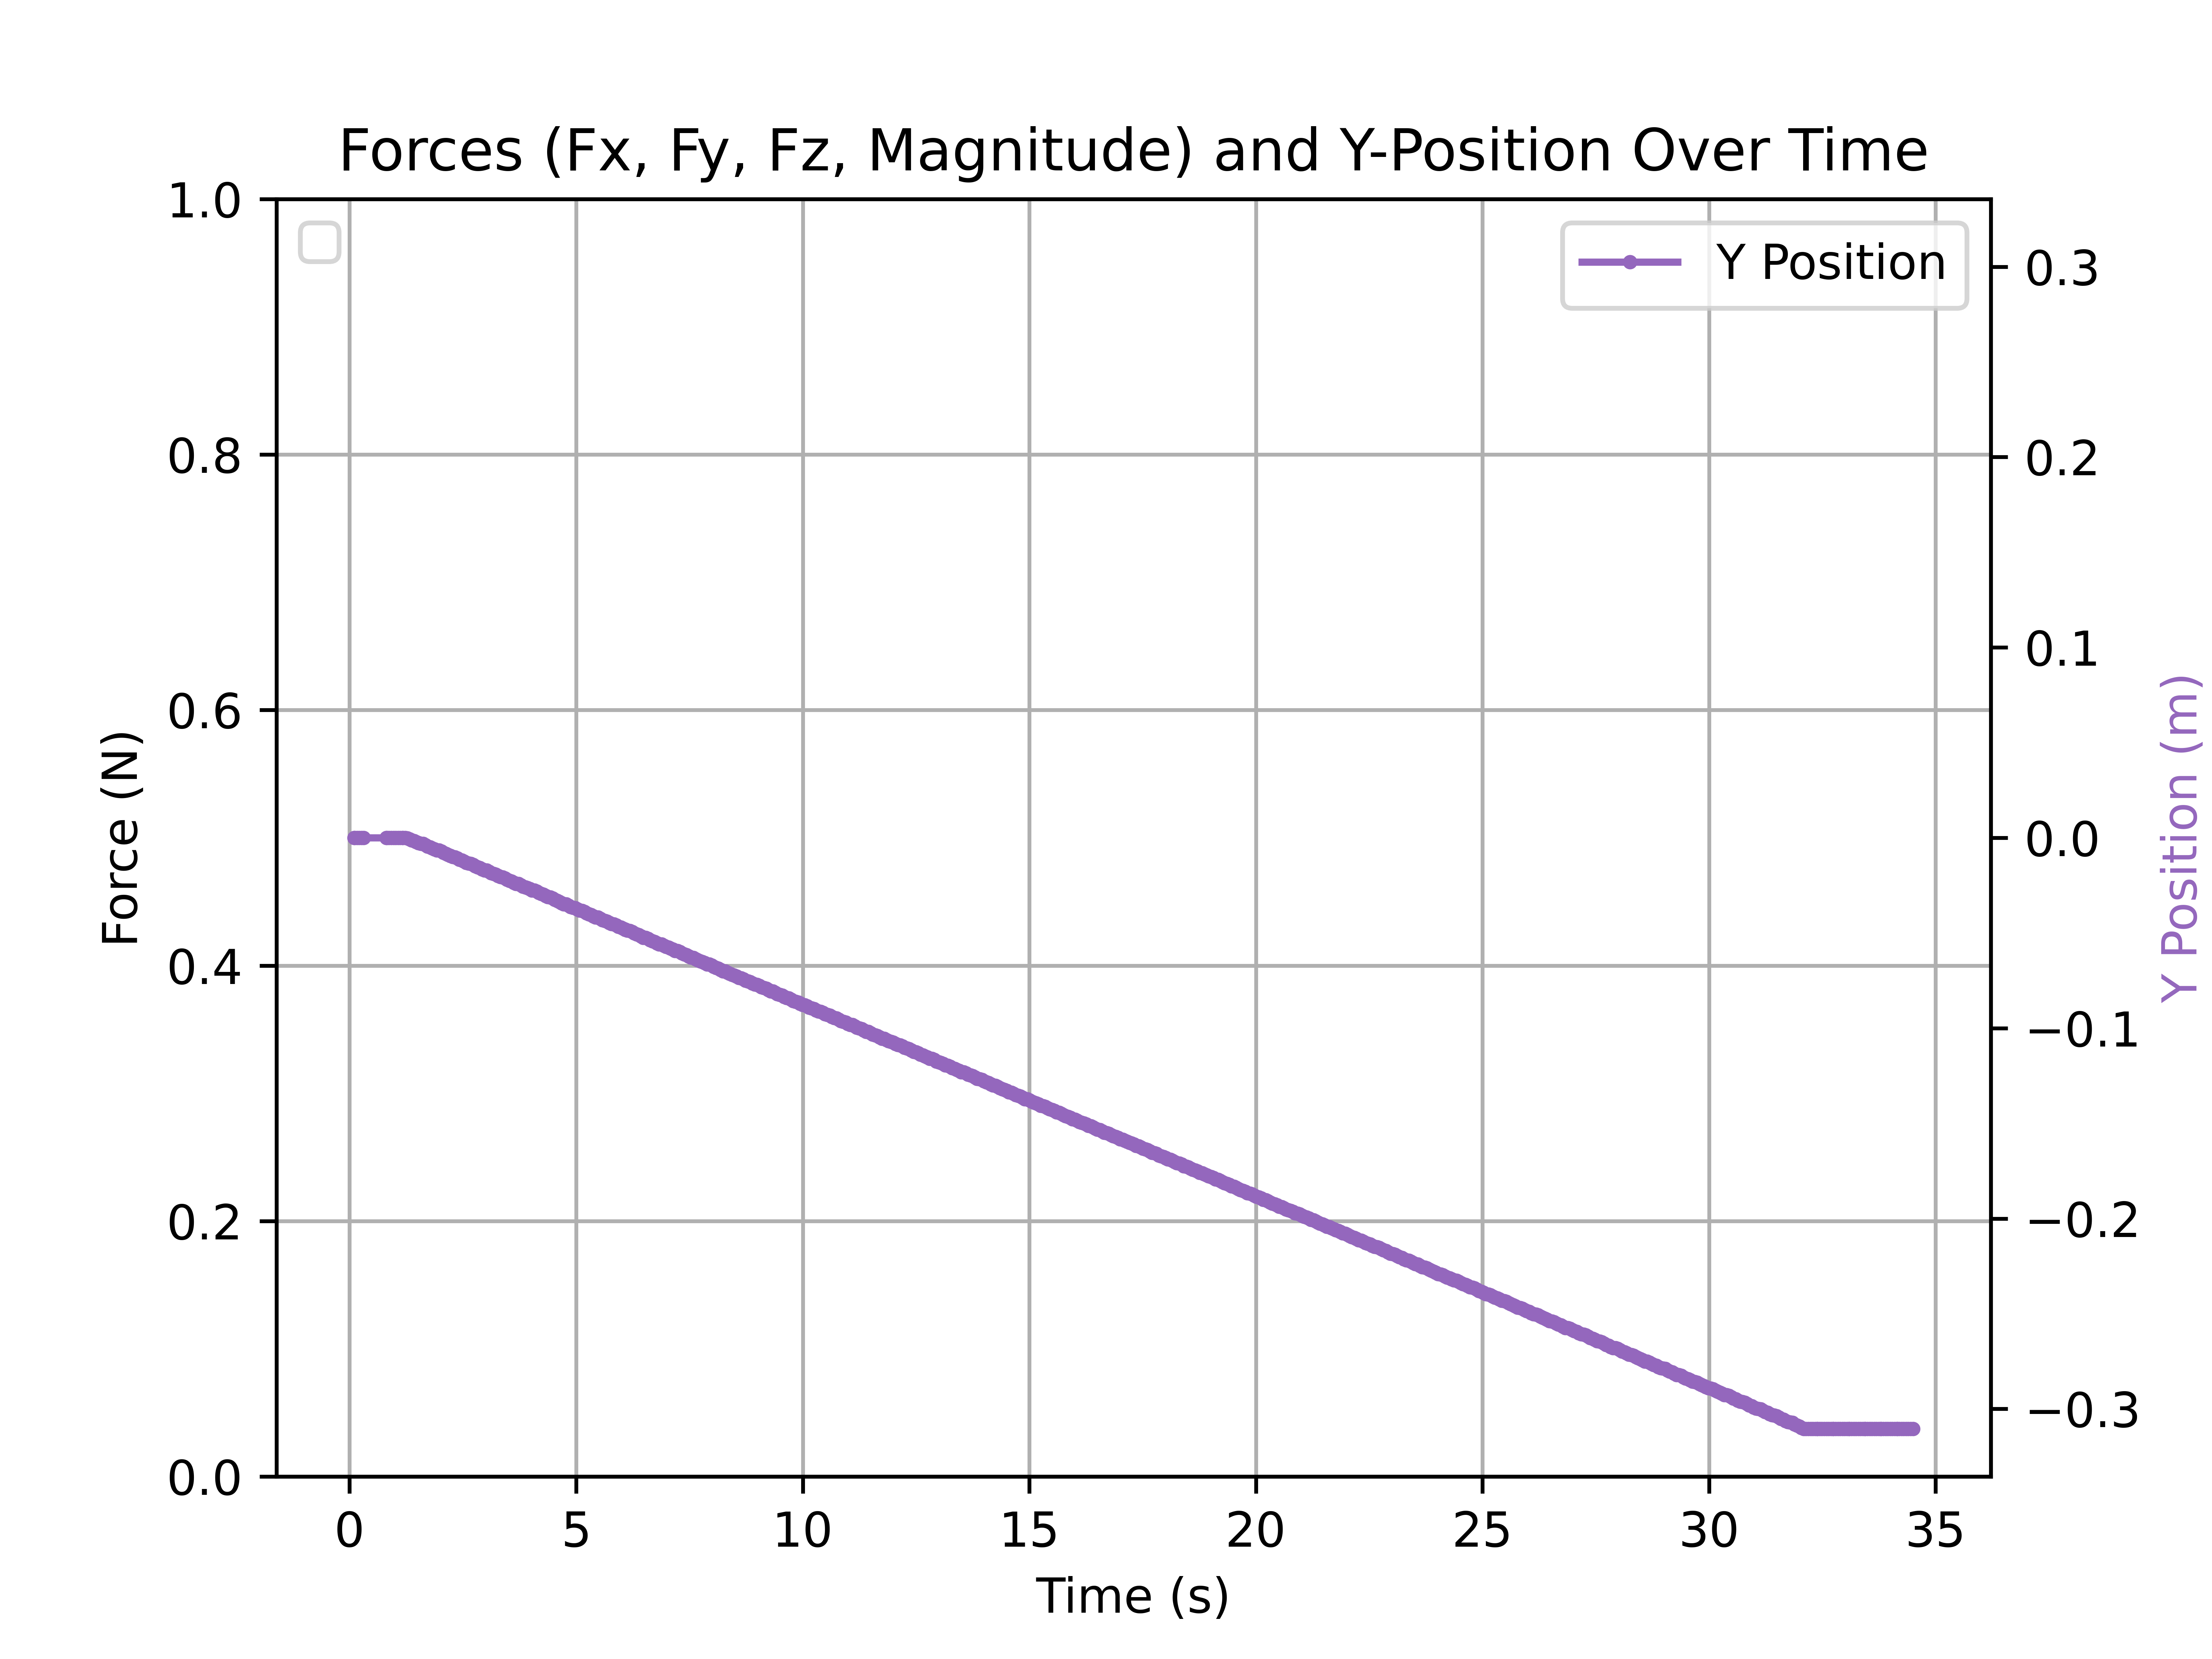 Forces (Fx, Fy, Fz, Magnitude) and Y-Position Over Time
1.0
0.8
0.6
0.4
0.2
0.0
Force (N)
Y Position
0.3
0.2
0.1
0.0
−0.1
−0.2
−0.3
Y Position (m)
0 5 10 15 20 25 30 35
Time (s)